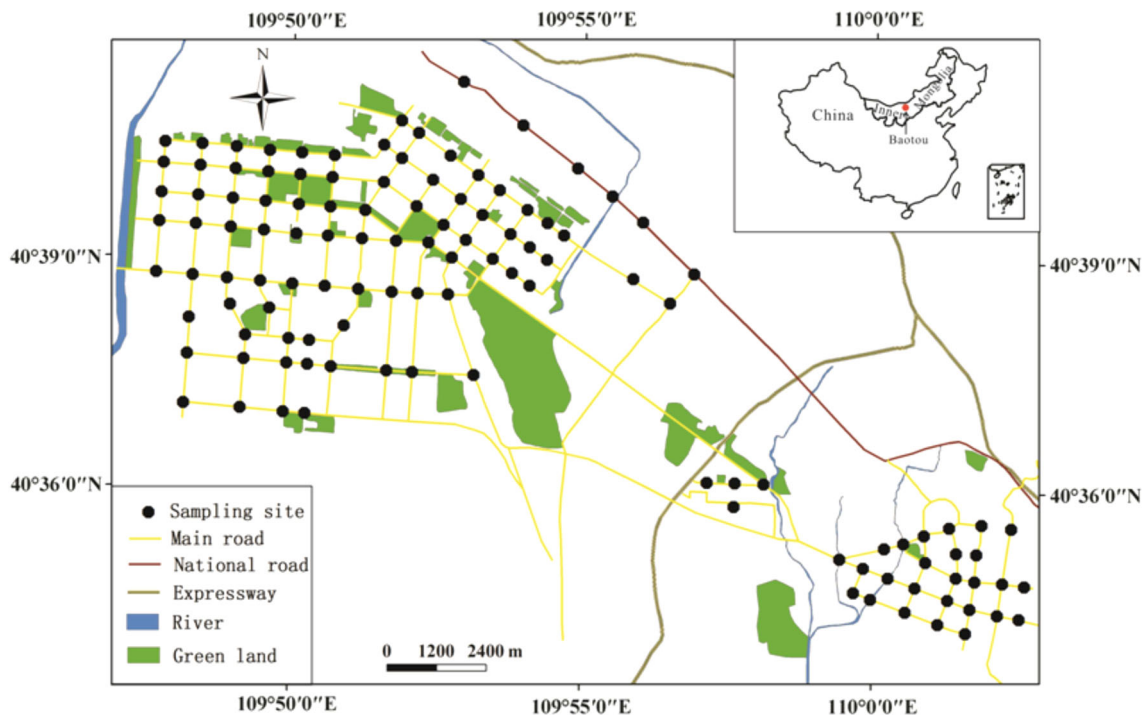 109°50′0″E 109°55′0″E 110°0′0″E
N
China
Inner Mongolia
Baotou
40°39′0″N 40°39′0″N
40°36′0″N 40°36′0″N
Sampling site
Main road
National road
Expressway
River
Green land
0 1200 2400 m
109°50′0″E 109°55′0″E 110°0′0″E